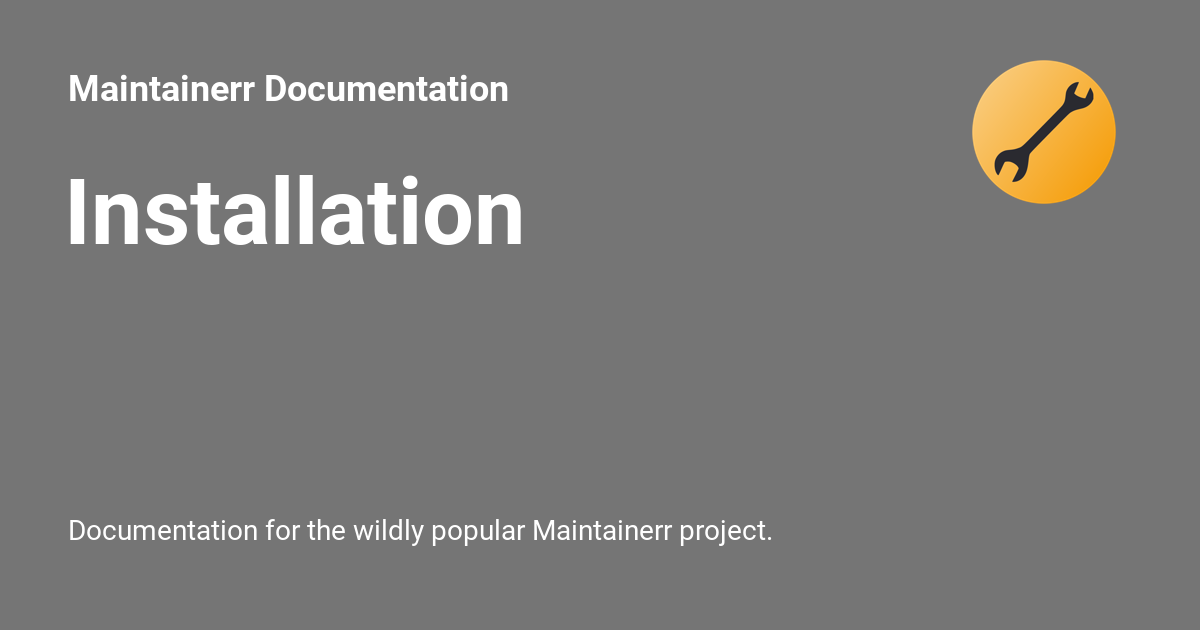 Maintainerr Documentation
Installation
Documentation for the wildly popular Maintainerr project.